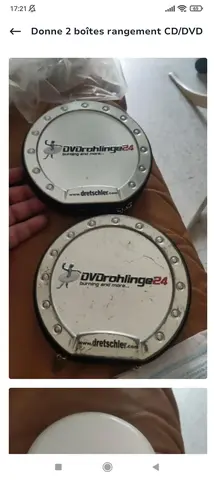 17:21
Donne 2 boîtes rangement CD/DVD
DVDrohlinge24
burning and more...
www.dretschler.com
DVDrohlinge24
burning and more...
www.dretschler.com